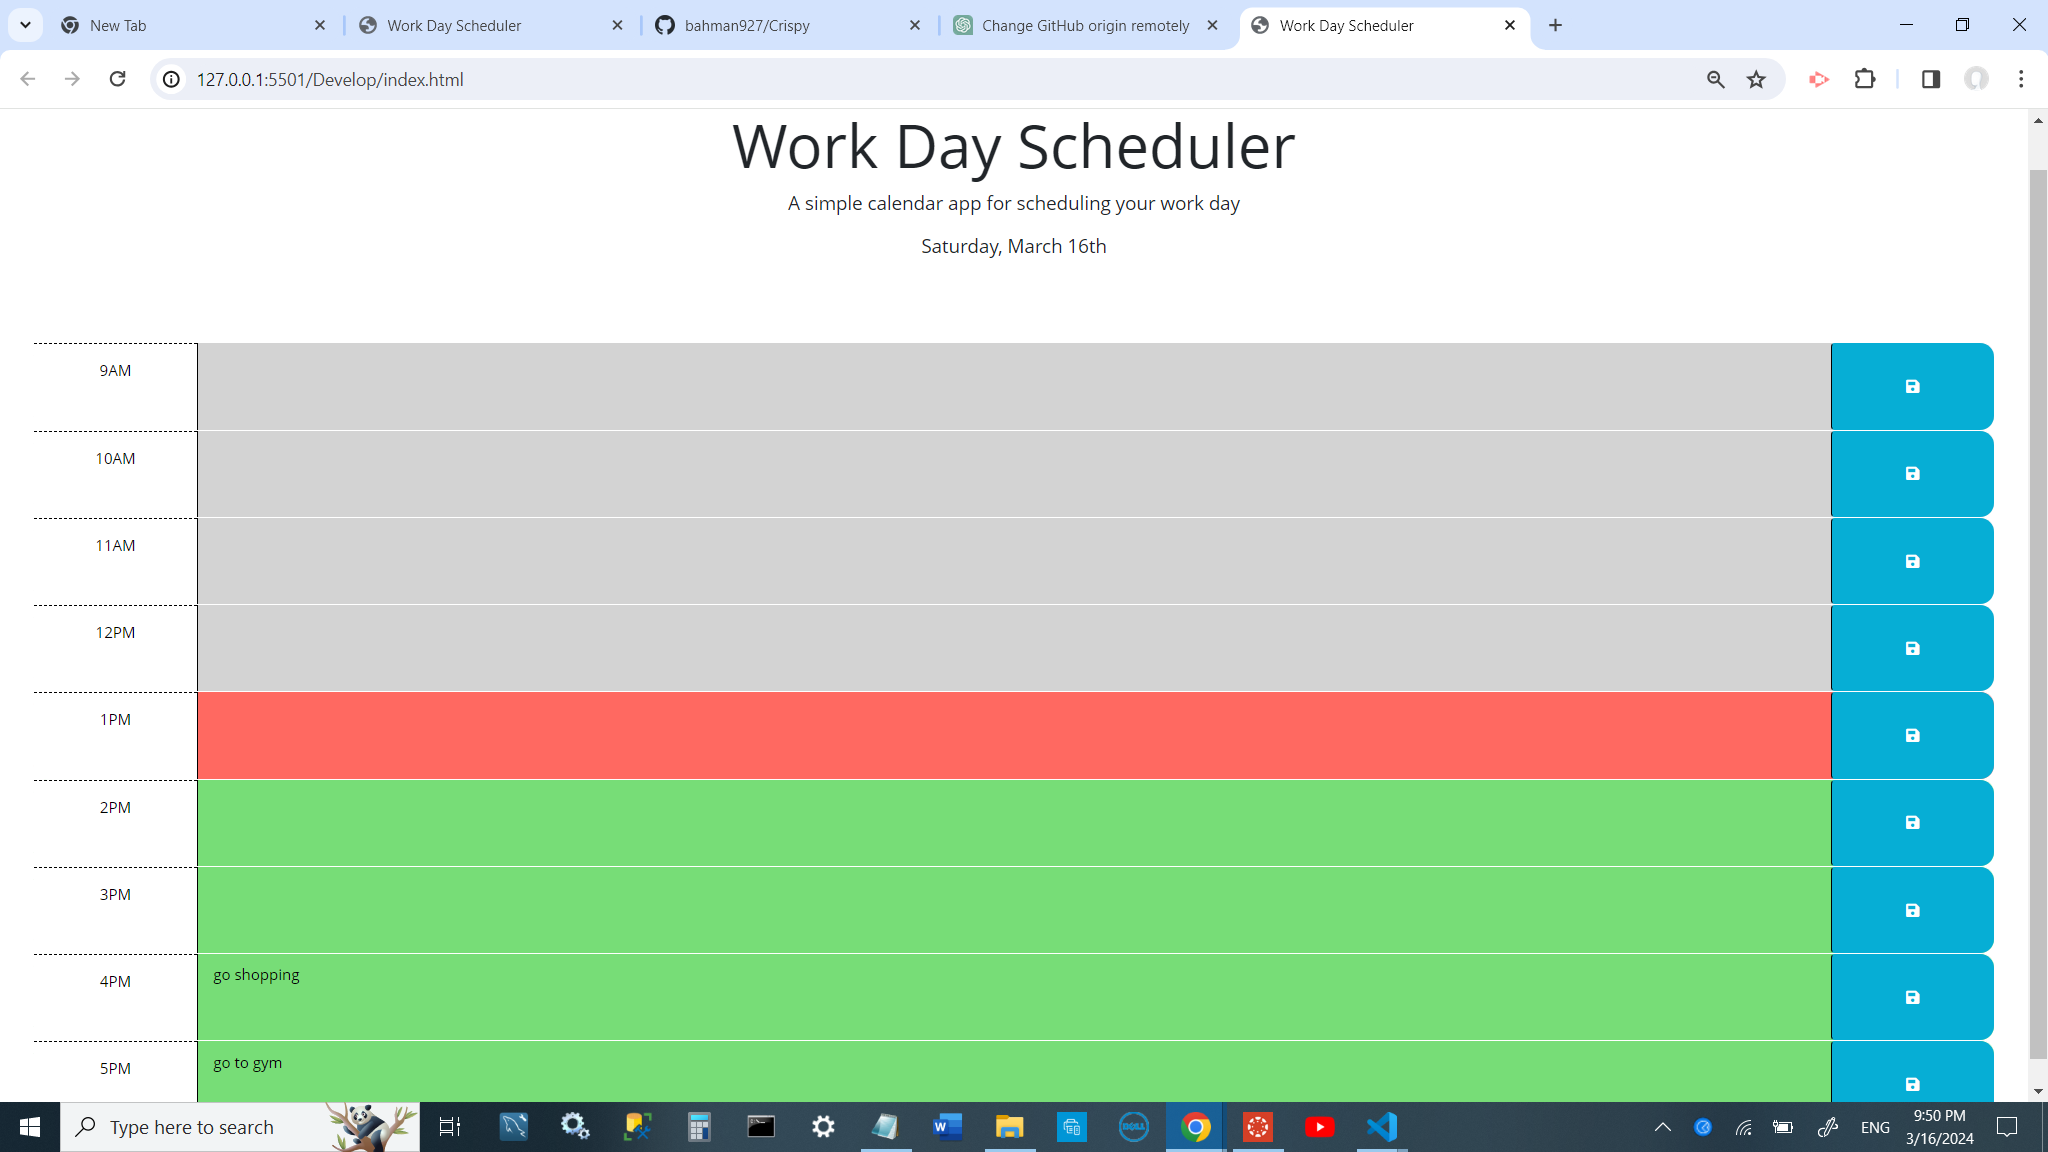 New Tab
Work Day Scheduler
bahman927/Crispy
Change GitHub origin remotely
Work Day Scheduler
127.0.0.1:5501/Develop/index.html
Work Day Scheduler
A simple calendar app for scheduling your work day
Saturday, March 16th
9AM
10AM
11AM
12PM
1PM
2PM
3PM
4PM go shopping
5PM go to gym
Type here to search
W
DELL
ENG
9:50 PM
3/16/2024